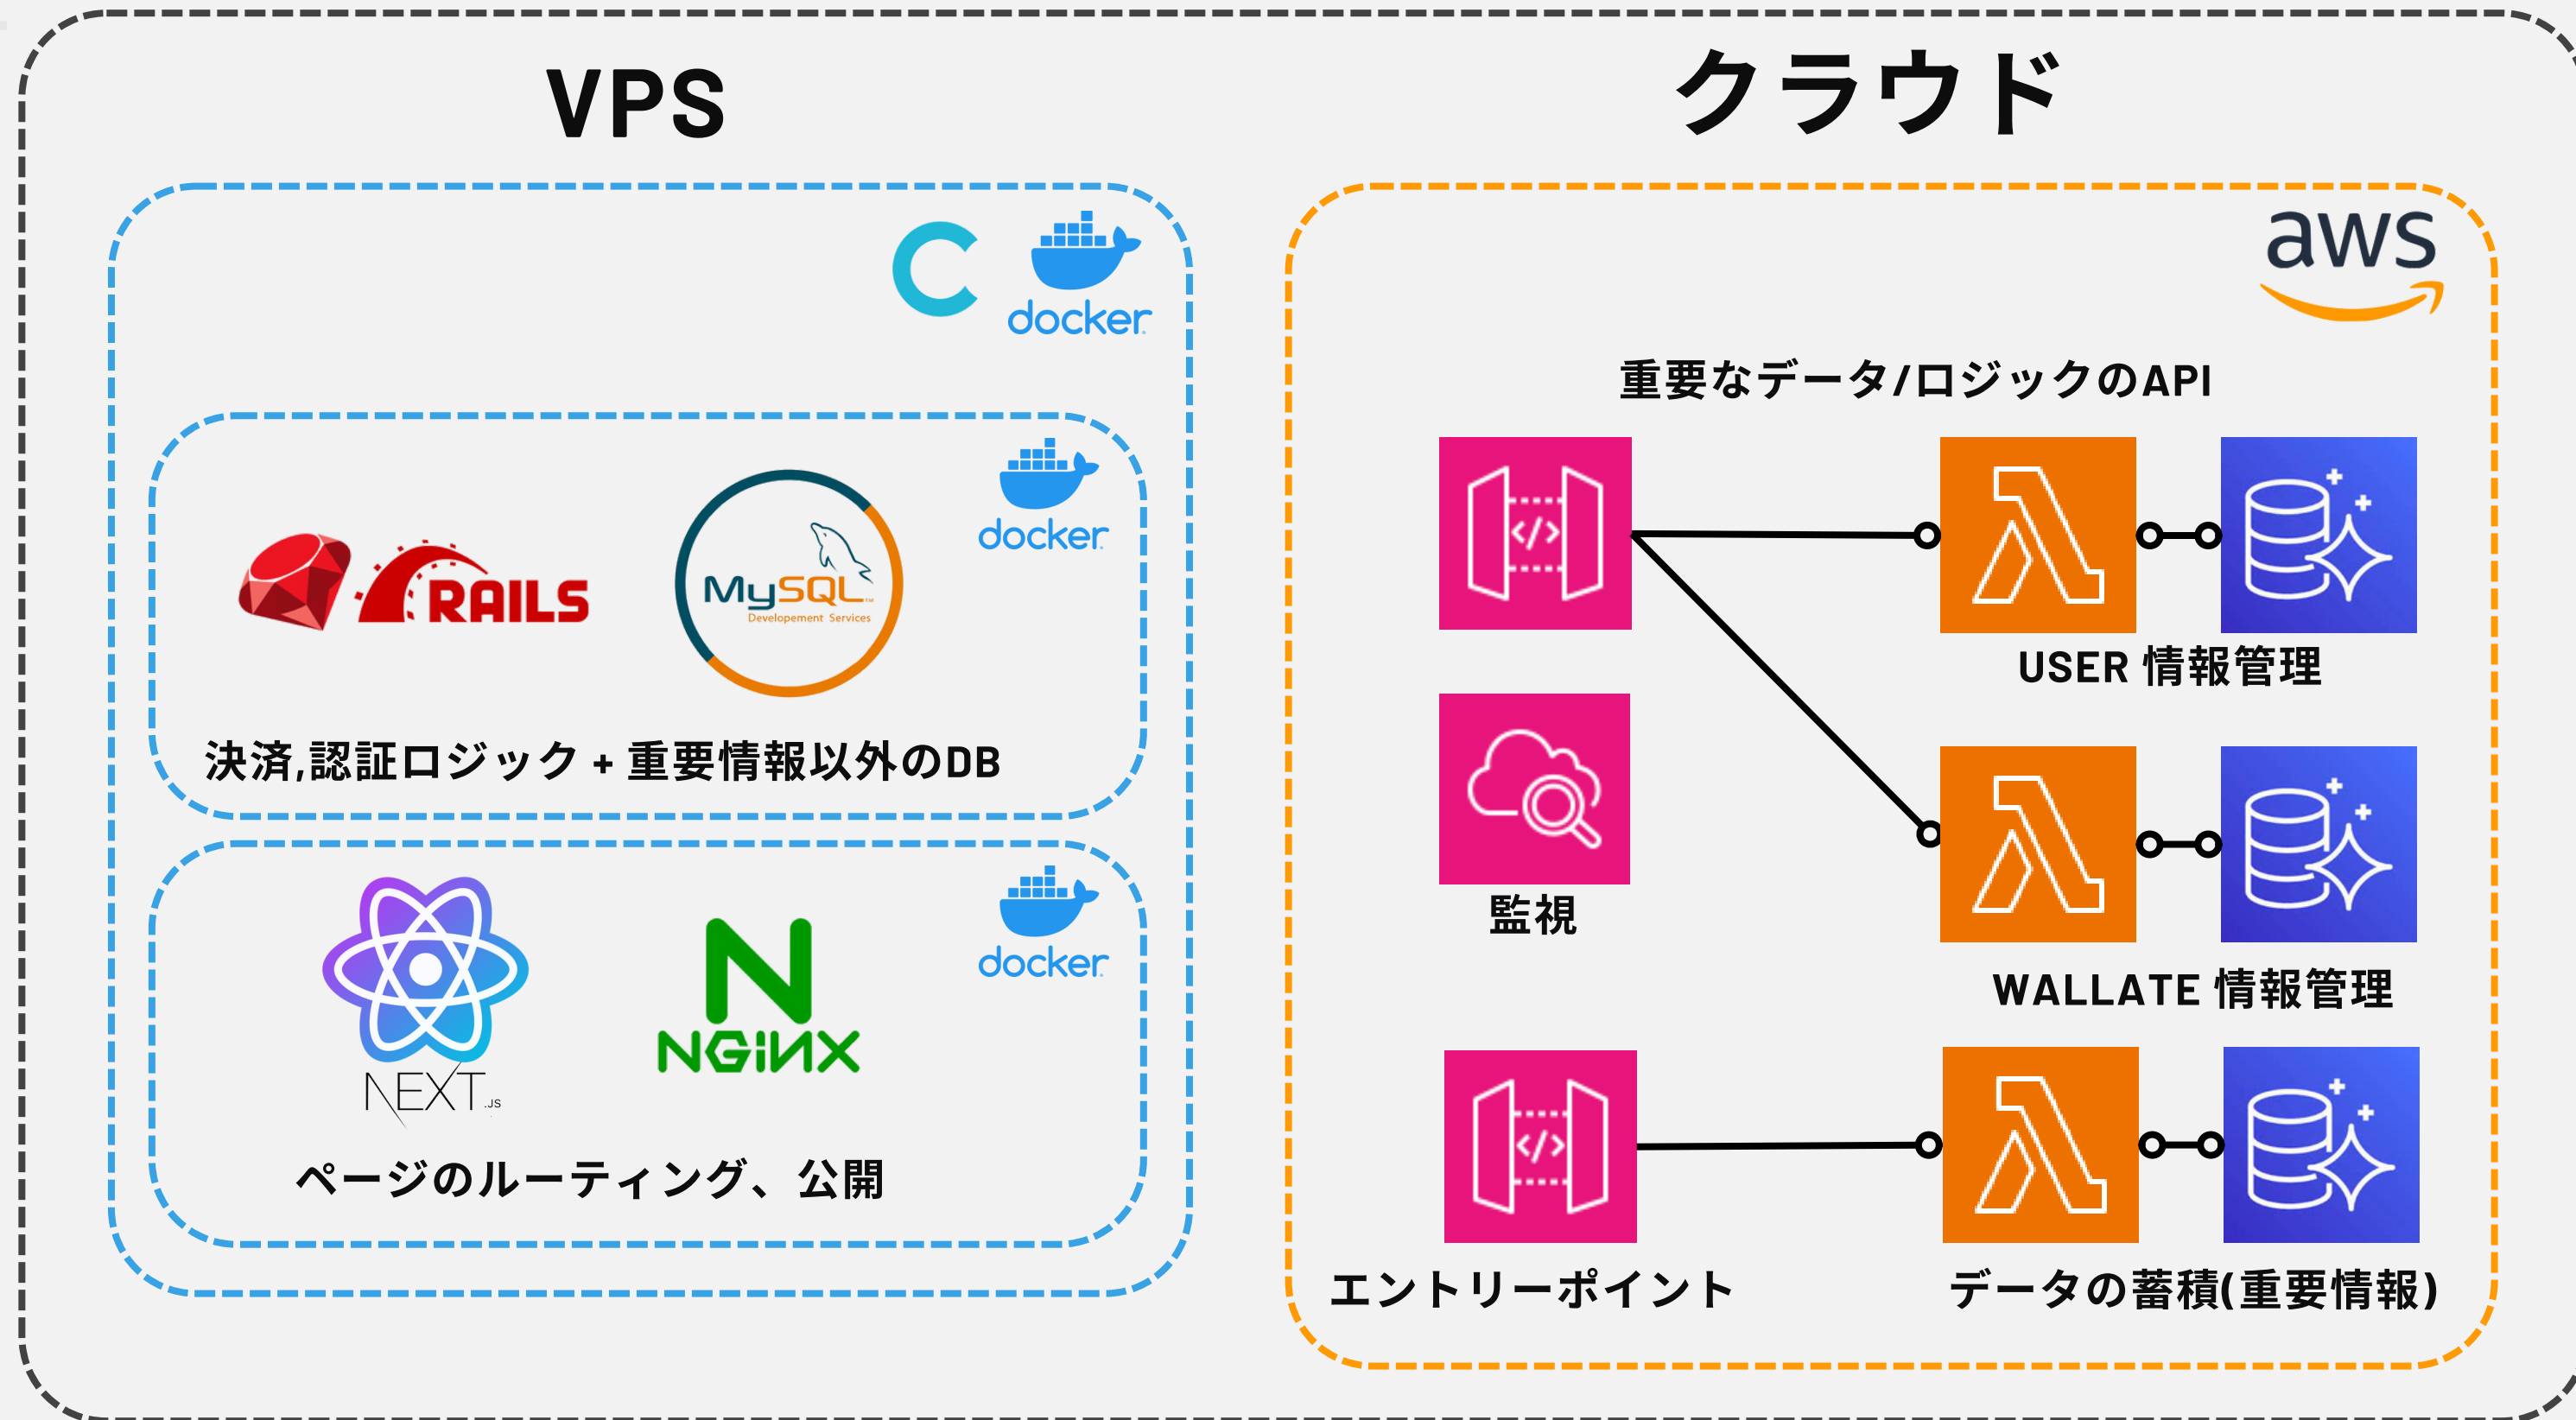 VPS
docker
docker
RAILS
MySQL™
Developement Services
決済,認証ロジック + 重要情報以外のDB
docker
NEXT.JS
NGINX
ページのルーティング、公開
クラウド
aws
重要なデータ/ロジックのAPI
</>
USER 情報管理
監視
WALLATE 情報管理
</>
エントリーポイント
データの蓄積(重要情報)